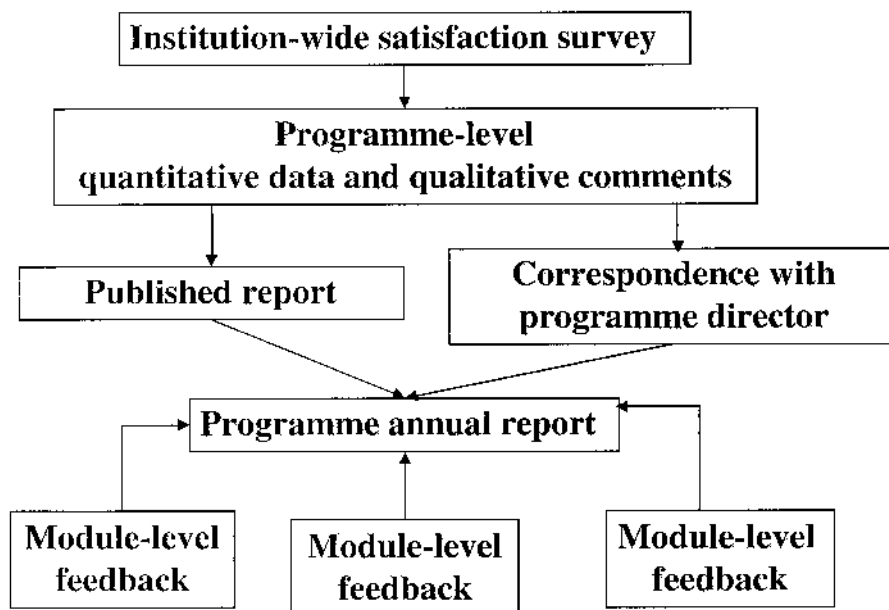 Institution-wide satisfaction survey
Programme-level
quantitative data and qualitative comments
Published report
Correspondence with
programme director
Programme annual report
Module-level
feedback
Module-level
feedback
Module-level
feedback